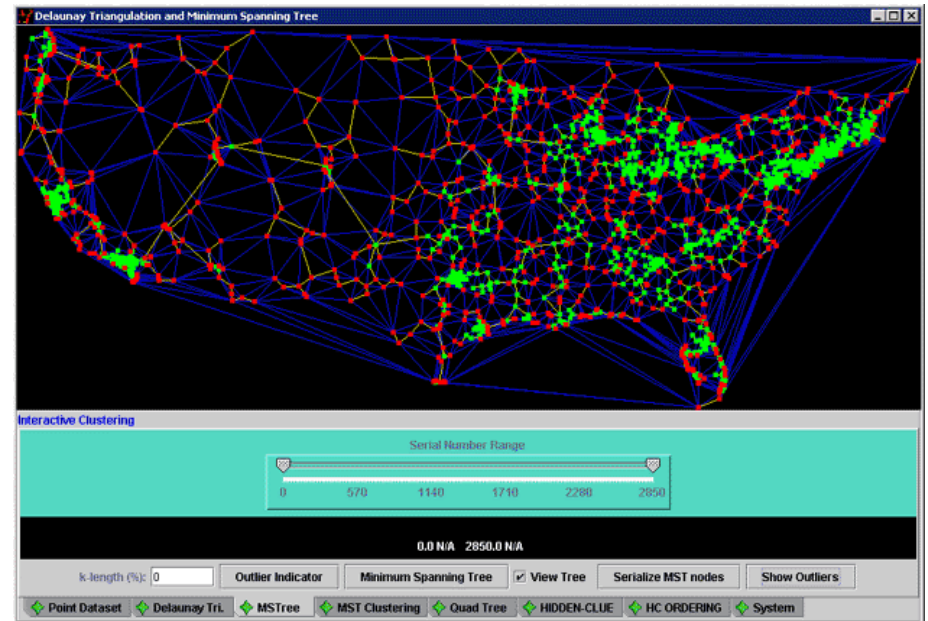 Delaunay Triangulation and Minimum Spanning Tree
Interactive Clustering
Serial Number Range
0 570 1140 1710 2280 2850
0.0 N/A 2850.0 N/A
k-length (%): 0 Outlier Indicator Minimum Spanning Tree View Tree Serialize MST nodes Show Outliers
Point Dataset Delaunay Tri. MSTree MST Clustering Quad Tree HIDDEN-CLUE HC ORDERING System